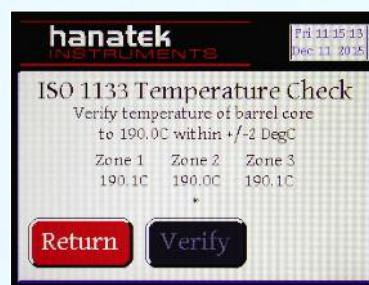 hanatek
INSTRUMENTS
Fri 11:15:13
Dec 11 2015
ISO 1133 Temperature Check
Verify temperature of barrel core
to 190.0C within +/-2 DegC
Zone 1 Zone 2 Zone 3
190.1C 190.0C 190.1C
*
Return Verify